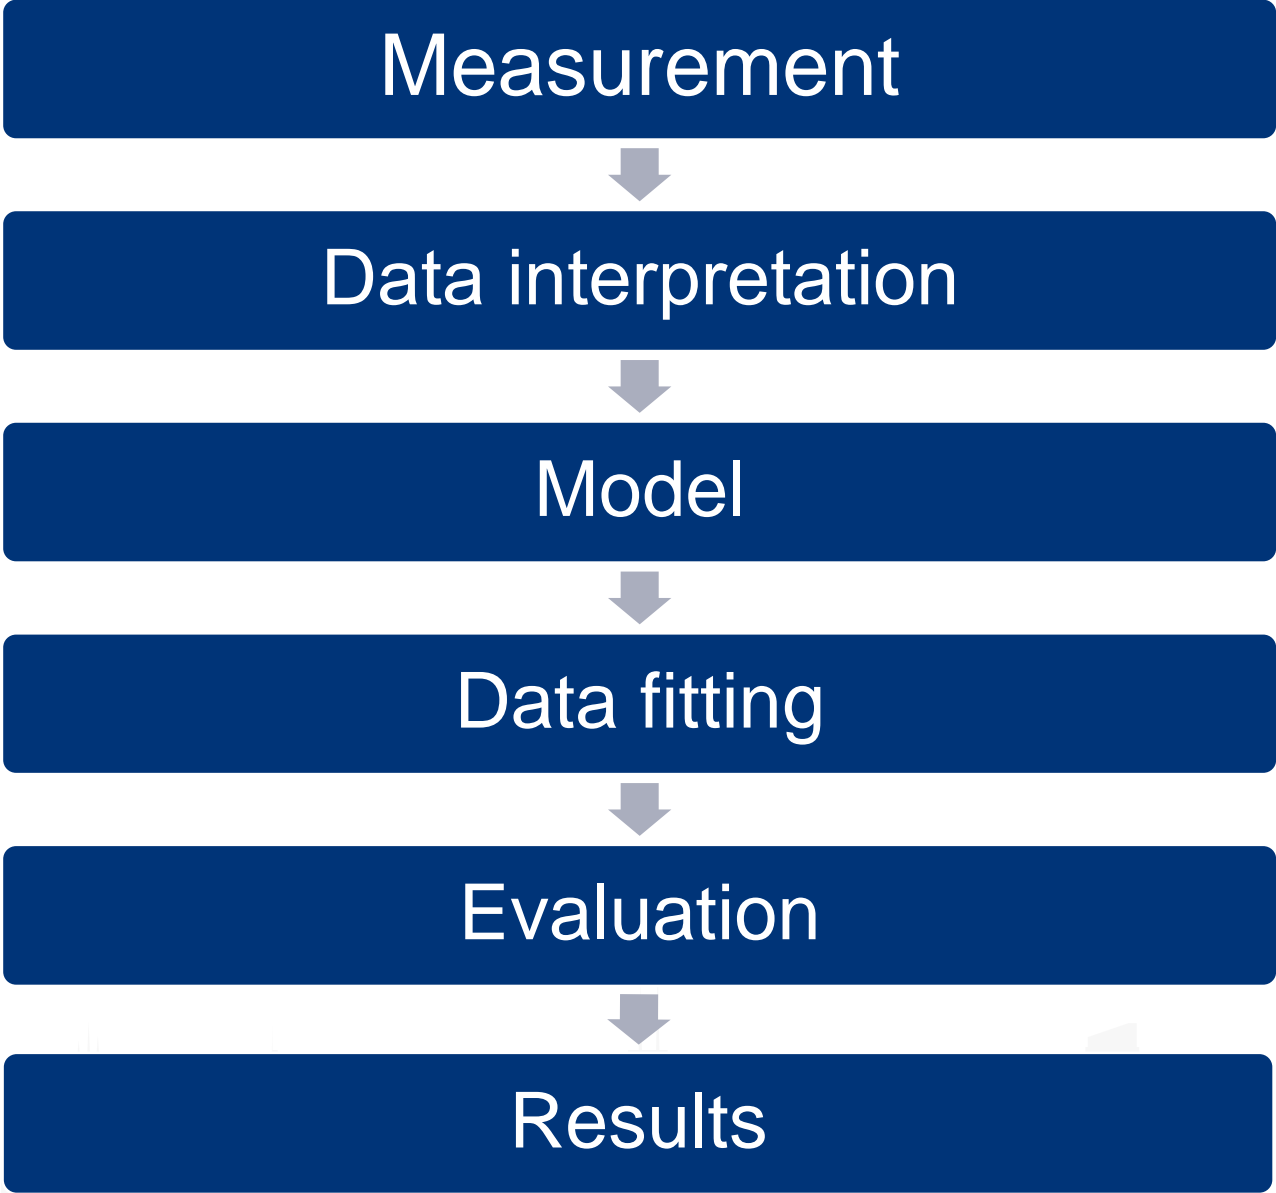 Measurement
Data interpretation
Model
Data fitting
Evaluation
Results